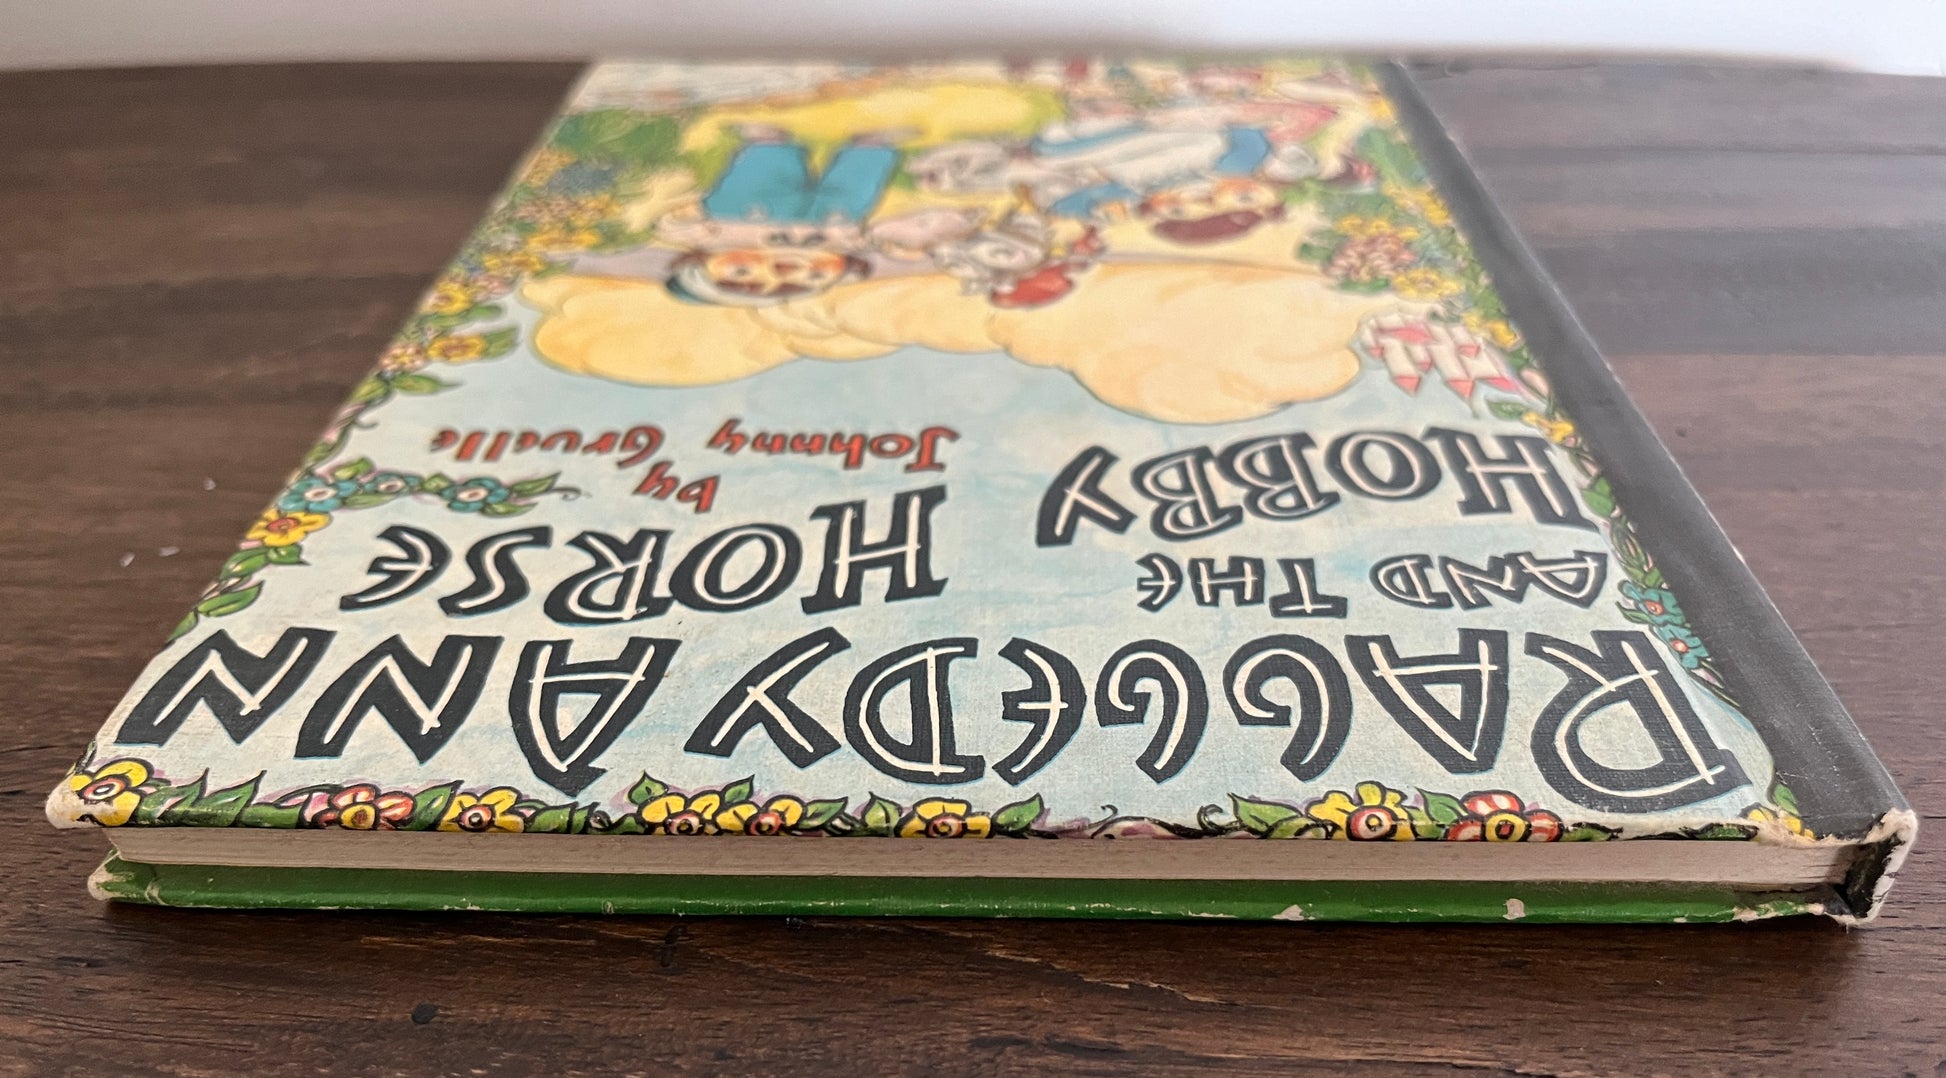 RAGGEDY ANN
AND THE
HOBBY HORSE
by
Johnny Gruelle